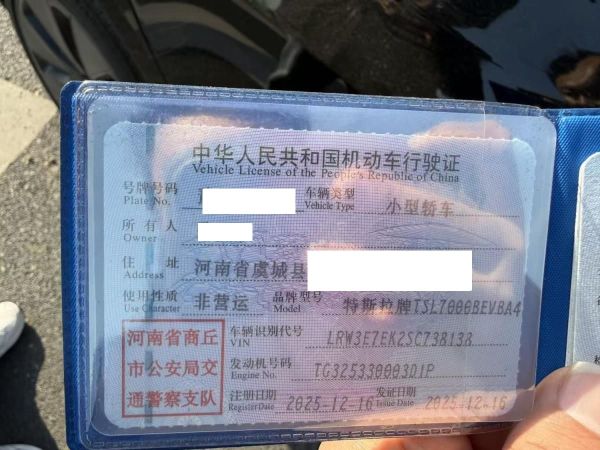 中华人民共和国机动车行驶证
Vehicle License of the People's Republic of China
号牌号码 Plate No. 车辆类型 Vehicle Type 小型轿车
所有人 Owner
住址 Address 河南省虞城县
使用性质 Use Character 非营运 品牌型号 Model 特斯拉牌TSL7000BEVBA4
河南省商丘市公安局交通警察支队
车辆识别代号 VIN LRW3E7EK2SC738138
发动机号码 Engine No. TG325330003D1P
注册日期 Register Date 2025-12-16 发证日期 Issue Date 2025-12-16